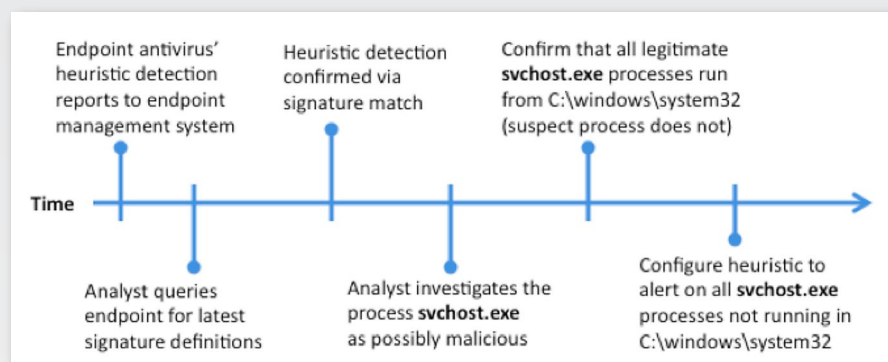 Endpoint antivirus’
heuristic detection
reports to endpoint
management system
Heuristic detection
confirmed via
signature match
Confirm that all legitimate
svchost.exe processes run
from C:\windows\system32
(suspect process does not)
Time
Analyst queries
endpoint for latest
signature definitions
Analyst investigates the
process svchost.exe
as possibly malicious
Configure heuristic to
alert on all svchost.exe
processes not running in
C:\windows\system32